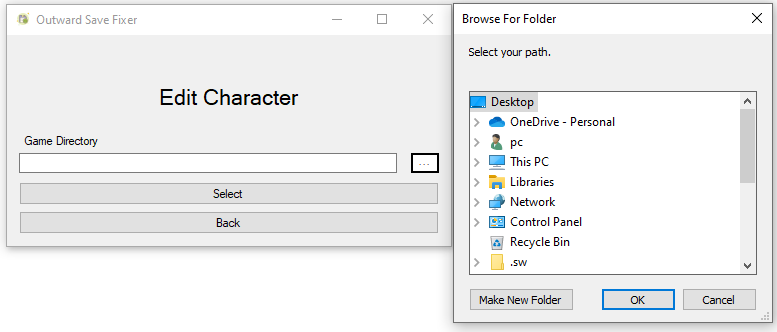 Outward Save Fixer
Edit Character
Game Directory
...
Select
Back
Browse For Folder
Select your path.
Desktop
OneDrive - Personal
pc
This PC
Libraries
Network
Control Panel
Recycle Bin
.sw
Make New Folder
OK
Cancel